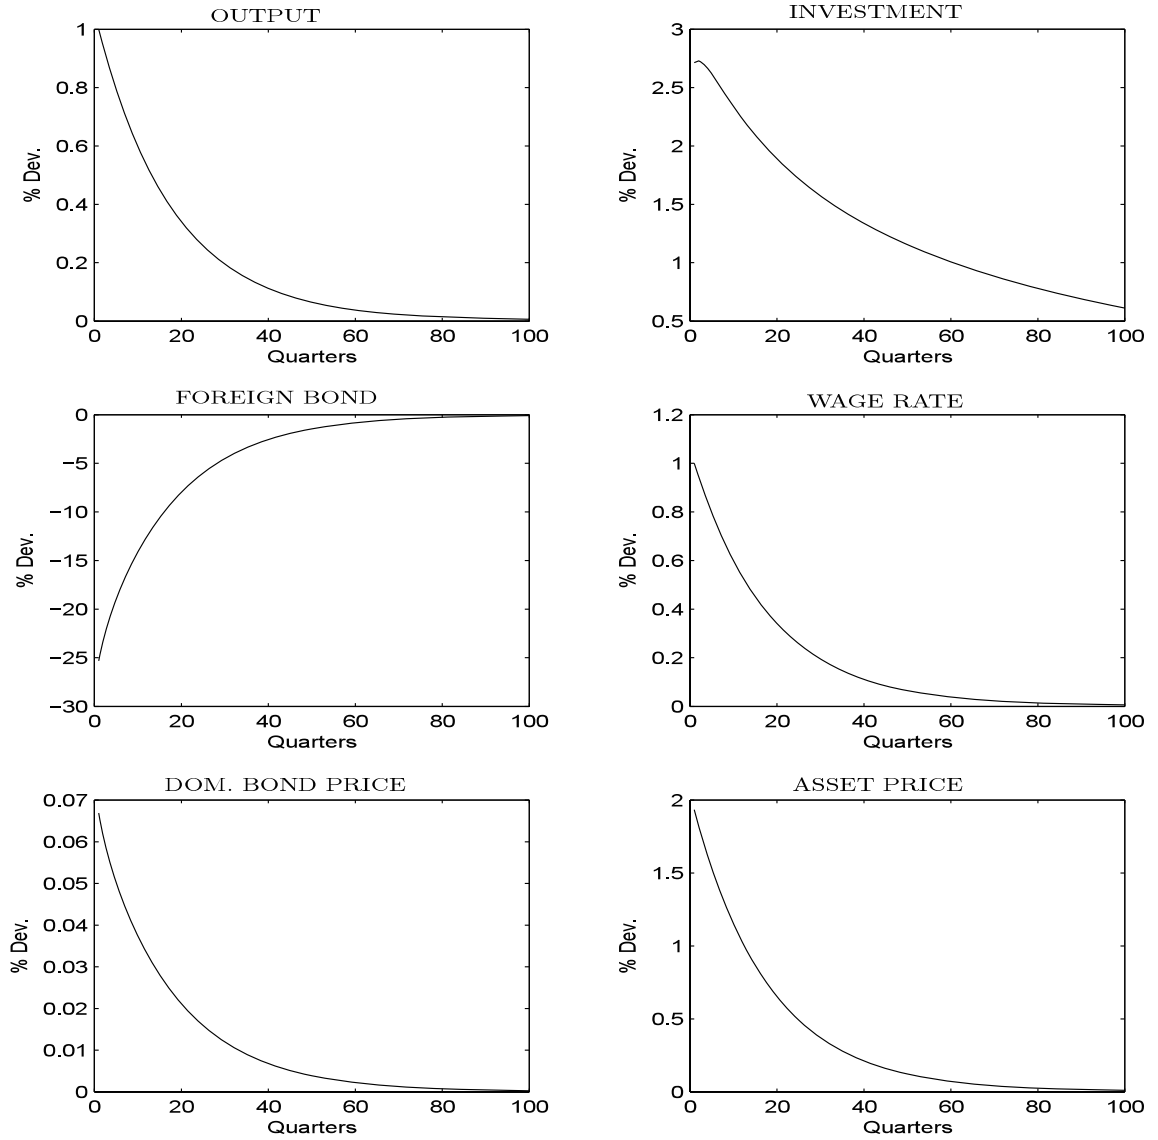 OUTPUT
1
0.8
0.6
0.4
0.2
0
% Dev.
0 20 40 60 80 100
Quarters
INVESTMENT
3
2.5
2
1.5
1
0.5
% Dev.
0 20 40 60 80 100
Quarters
FOREIGN BOND
0
−5
−10
−15
−20
−25
−30
% Dev.
0 20 40 60 80 100
Quarters
WAGE RATE
1.2
1
0.8
0.6
0.4
0.2
0
% Dev.
0 20 40 60 80 100
Quarters
DOM. BOND PRICE
0.07
0.06
0.05
0.04
0.03
0.02
0.01
0
% Dev.
0 20 40 60 80 100
Quarters
ASSET PRICE
2
1.5
1
0.5
0
% Dev.
0 20 40 60 80 100
Quarters